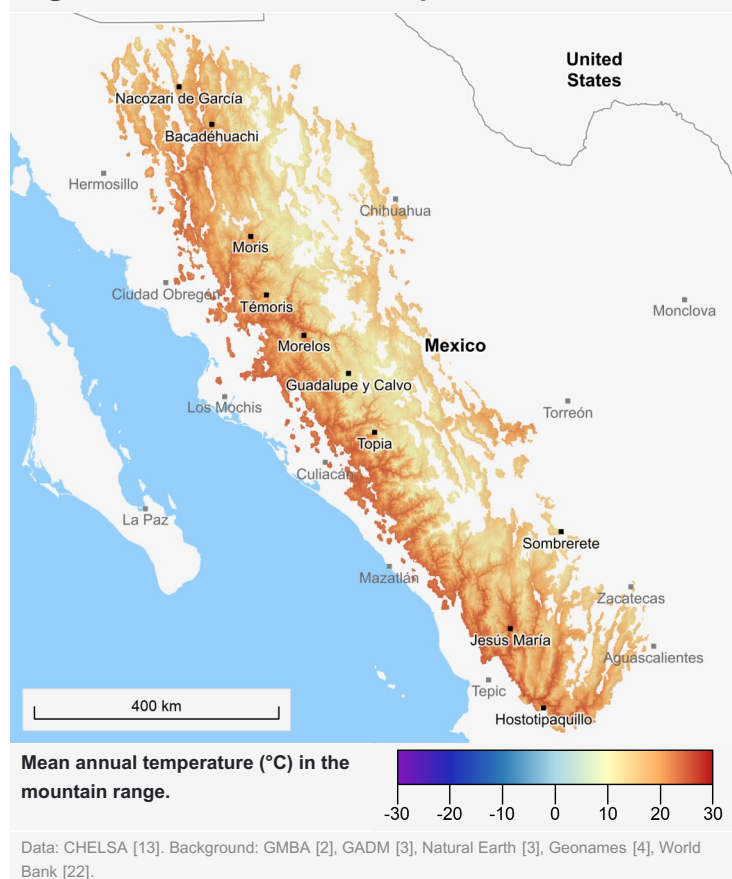 United
States
Nacozari de García
Bacadéhuachi
Hermosillo
Chihuahua
Moris
Ciudad Obregón
Témoris
Monclova
Morelos
Mexico
Guadalupe y Calvo
Los Mochis
Torreón
Topia
Culiacán
La Paz
Sombrerete
Mazatlán
Zacatecas
Jesús María
Aguascalientes
Tepic
400 km
Hostotipaquillo
Mean annual temperature (°C) in the
mountain range.
-30 -20 -10 0 10 20 30
Data: CHELSA [13]. Background: GMBA [2], GADM [3], Natural Earth [3], Geonames [4], World
Bank [22].